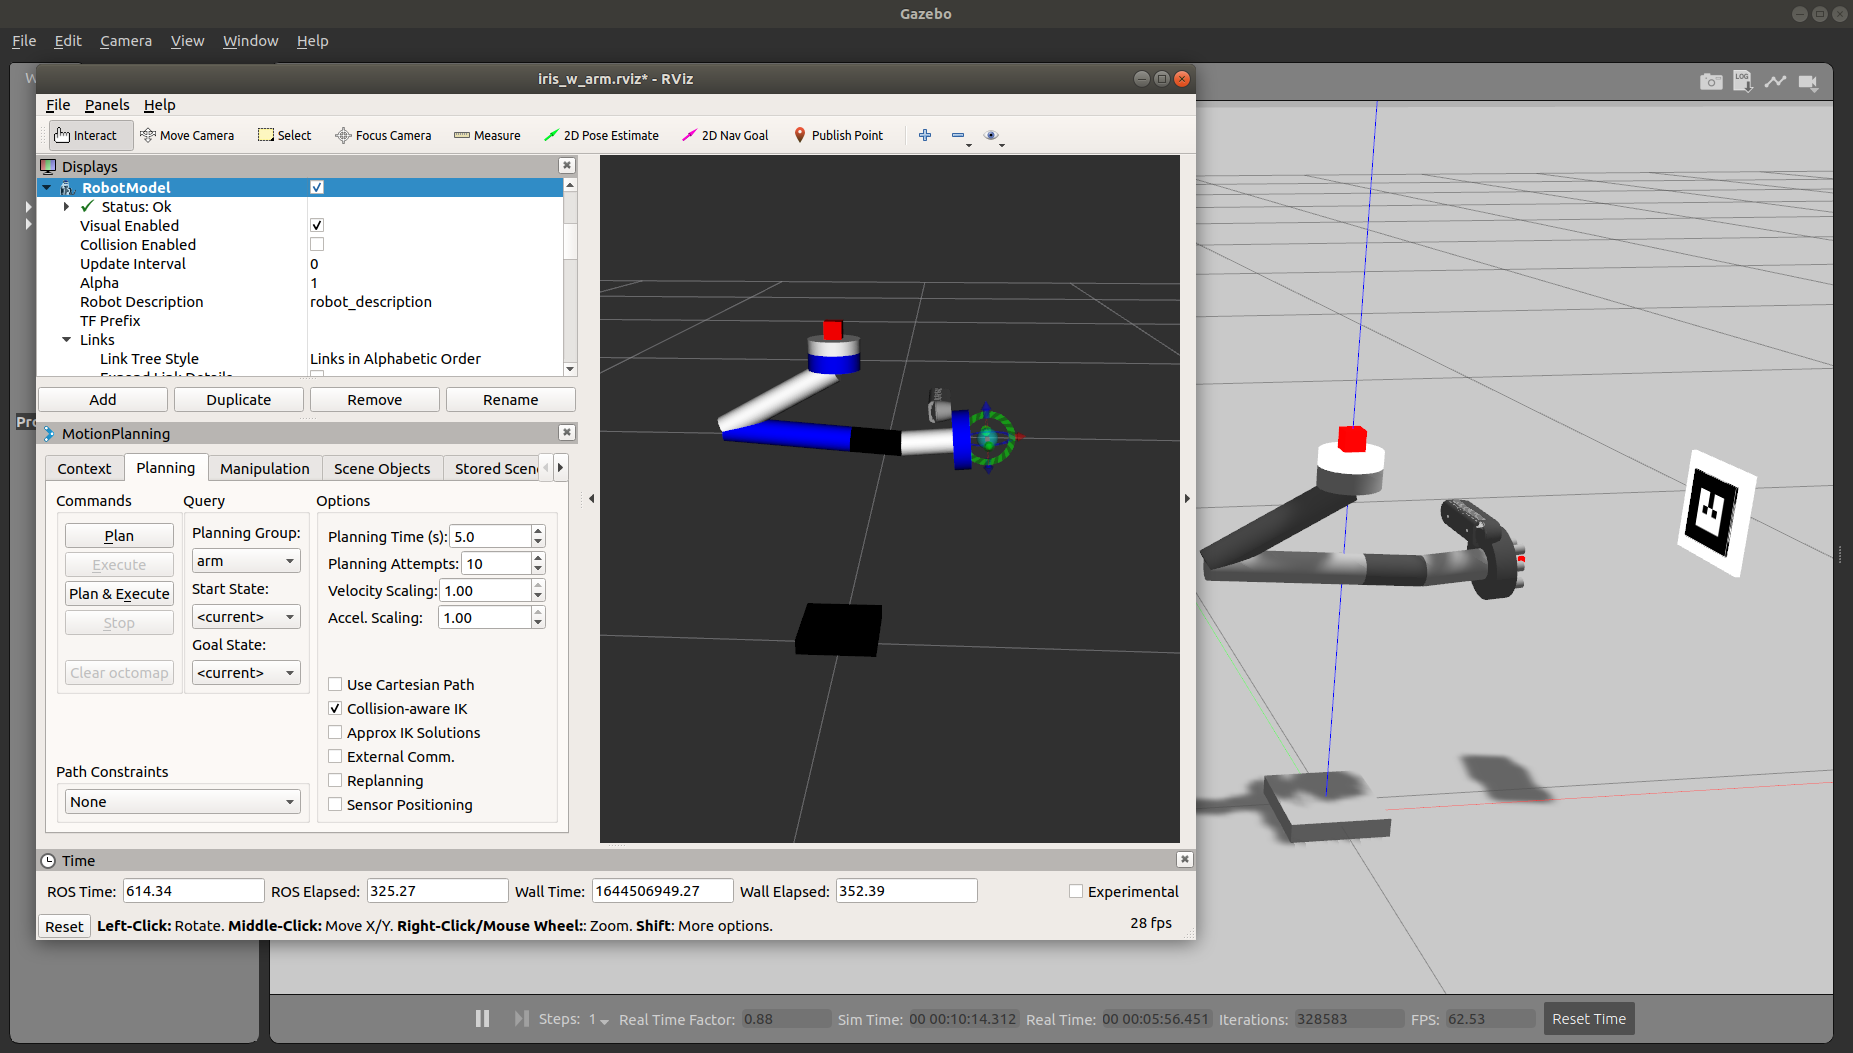 Gazebo
File Edit Camera View Window Help
W
iris_w_arm.rviz* - RViz
File Panels Help
Interact Move Camera Select Focus Camera Measure 2D Pose Estimate 2D Nav Goal Publish Point
Displays
RobotModel
Status: Ok
Visual Enabled
Collision Enabled
Update Interval 0
Alpha 1
Robot Description robot_description
TF Prefix
Links
Link Tree Style Links in Alphabetic Order
Expand Link Details
Add Duplicate Remove Rename
Pro
MotionPlanning
Context Planning Manipulation Scene Objects Stored Scen
Commands Query Options
Plan
Execute
Plan & Execute
Stop
Clear octomap
Planning Group:
arm
Start State:
<current>
Goal State:
<current>
Planning Time (s): 5.0
Planning Attempts: 10
Velocity Scaling: 1.00
Accel. Scaling: 1.00
Use Cartesian Path
Collision-aware IK
Approx IK Solutions
External Comm.
Replanning
Sensor Positioning
Path Constraints
None
Time
ROS Time: 614.34 ROS Elapsed: 325.27 Wall Time: 1644506949.27 Wall Elapsed: 352.39 Experimental
Reset Left-Click: Rotate. Middle-Click: Move X/Y. Right-Click/Mouse Wheel:: Zoom. Shift: More options. 28 fps
LOG
Steps: 1 Real Time Factor: 0.88 Sim Time: 00 00:10:14.312 Real Time: 00 00:05:56.451 Iterations: 328583 FPS: 62.53 Reset Time